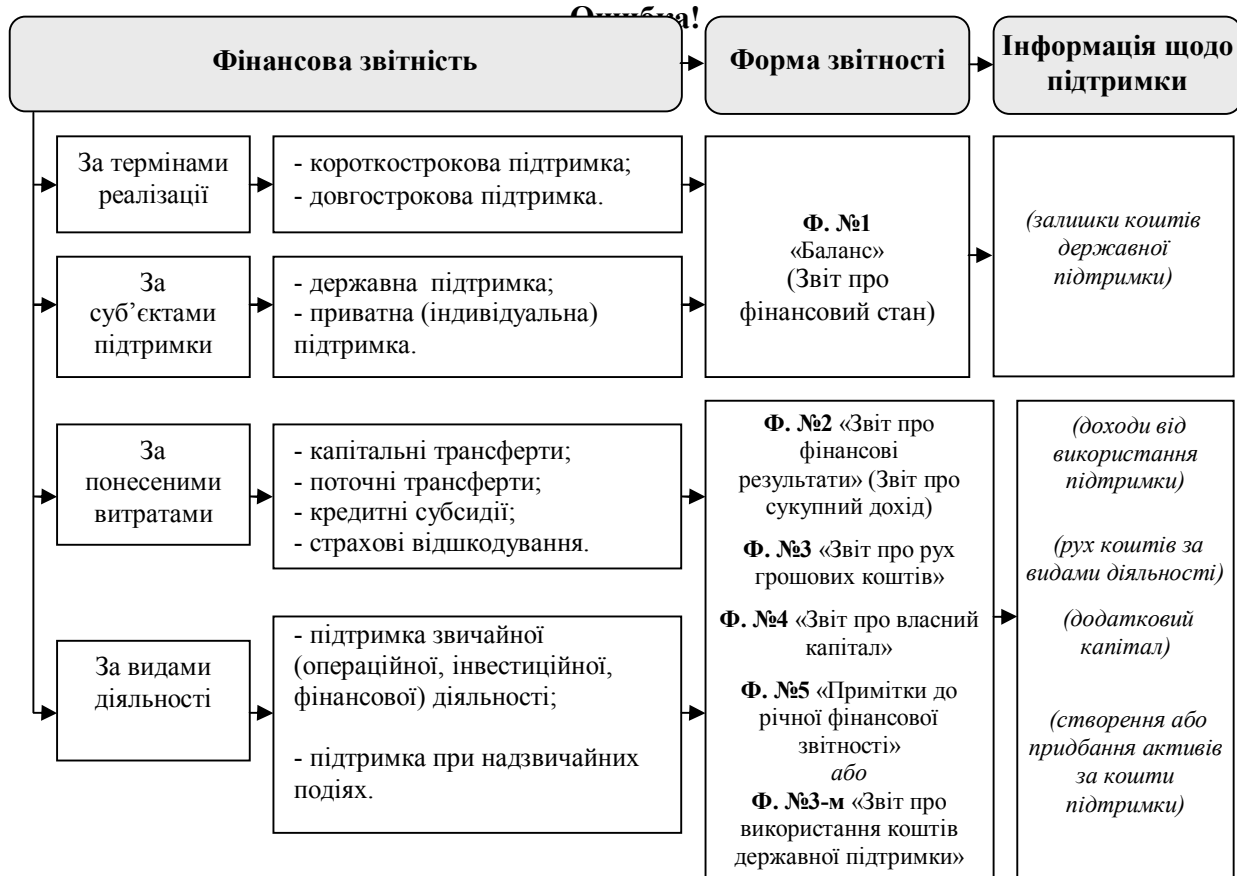 Ошибка!
Фінансова звітність
Форма звітності
Інформація щодо
підтримки
За термінами
реалізації
- короткострокова підтримка;
- довгострокова підтримка.
За
суб’єктами
підтримки
- державна підтримка;
- приватна (індивідуальна)
підтримка.
Ф. №1
«Баланс»
(Звіт про
фінансовий стан)
(залишки коштів
державної
підтримки)
За
понесеними
витратами
- капітальні трансферти;
- поточні трансферти;
- кредитні субсидії;
- страхові відшкодування.
За видами
діяльності
- підтримка звичайної
(операційної, інвестиційної,
фінансової) діяльності;
- підтримка при надзвичайних
подіях.
Ф. №2 «Звіт про
фінансові
результати» (Звіт про
сукупний дохід)
Ф. №3 «Звіт про рух
грошових коштів»
Ф. №4 «Звіт про власний
капітал»
Ф. №5 «Примітки до
річної фінансової
звітності»
або
Ф. №3-м «Звіт про
використання коштів
державної підтримки»
(доходи від
використання
підтримки)
(рух коштів за
видами діяльності)
(додатковий
капітал)
(створення або
придбання активів
за кошти
підтримки)